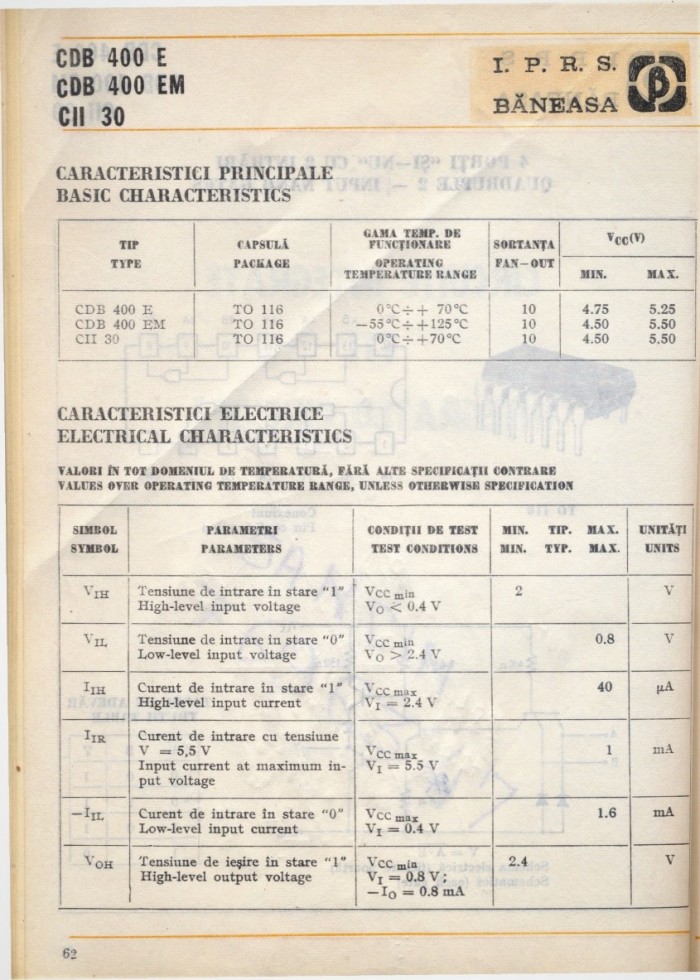 CDB 400 E
CDB 400 EM
CII 30
I. P. R. S.
BĂNEASA
CARACTERISTICI PRINCIPALE
BASIC CHARACTERISTICS
TIP
TYPE
CAPSULĂ
PACKAGE
GAMA TEMP. DE
FUNCŢIONARE
OPERATING
TEMPERATURE RANGE
SORTANŢA
FAN-OUT
VCC(V)
MIN. MAX.
CDB 400 E TO 116 0°C÷+ 70°C 10 4.75 5.25
CDB 400 EM TO 116 −55°C÷+125°C 10 4.50 5.50
CII 30 TO 116 0°C÷+70°C 10 4.50 5.50
CARACTERISTICI ELECTRICE
ELECTRICAL CHARACTERISTICS
VALORI ÎN TOT DOMENIUL DE TEMPERATURĂ, FĂRĂ ALTE SPECIFICAŢII CONTRARE
VALUES OVER OPERATING TEMPERATURE RANGE, UNLESS OTHERWISE SPECIFICATION
SIMBOL PARAMETRI CONDIŢII DE TEST MIN. TIP. MAX. UNITĂŢI
SYMBOL PARAMETERS TEST CONDITIONS MIN. TYP. MAX. UNITS
VIH Tensiune de intrare în stare "1" VCC min 2 V
High-level input voltage VO < 0.4 V
VIL Tensiune de intrare în stare "0" VCC min 0.8 V
Low-level input voltage VO > 2.4 V
IIH Curent de intrare în stare "1" VCC max 40 µA
High-level input current VI = 2.4 V
IIR Curent de intrare cu tensiune
V = 5,5 V VCC max 1 mA
Input current at maximum in- VI = 5.5 V
put voltage
−IIL Curent de intrare în stare "0" VCC max 1.6 mA
Low-level input current VI = 0.4 V
VOH Tensiune de ieşire în stare "1" VCC min 2.4 V
High-level output voltage VI = 0.8 V;
−IO = 0.8 mA
62